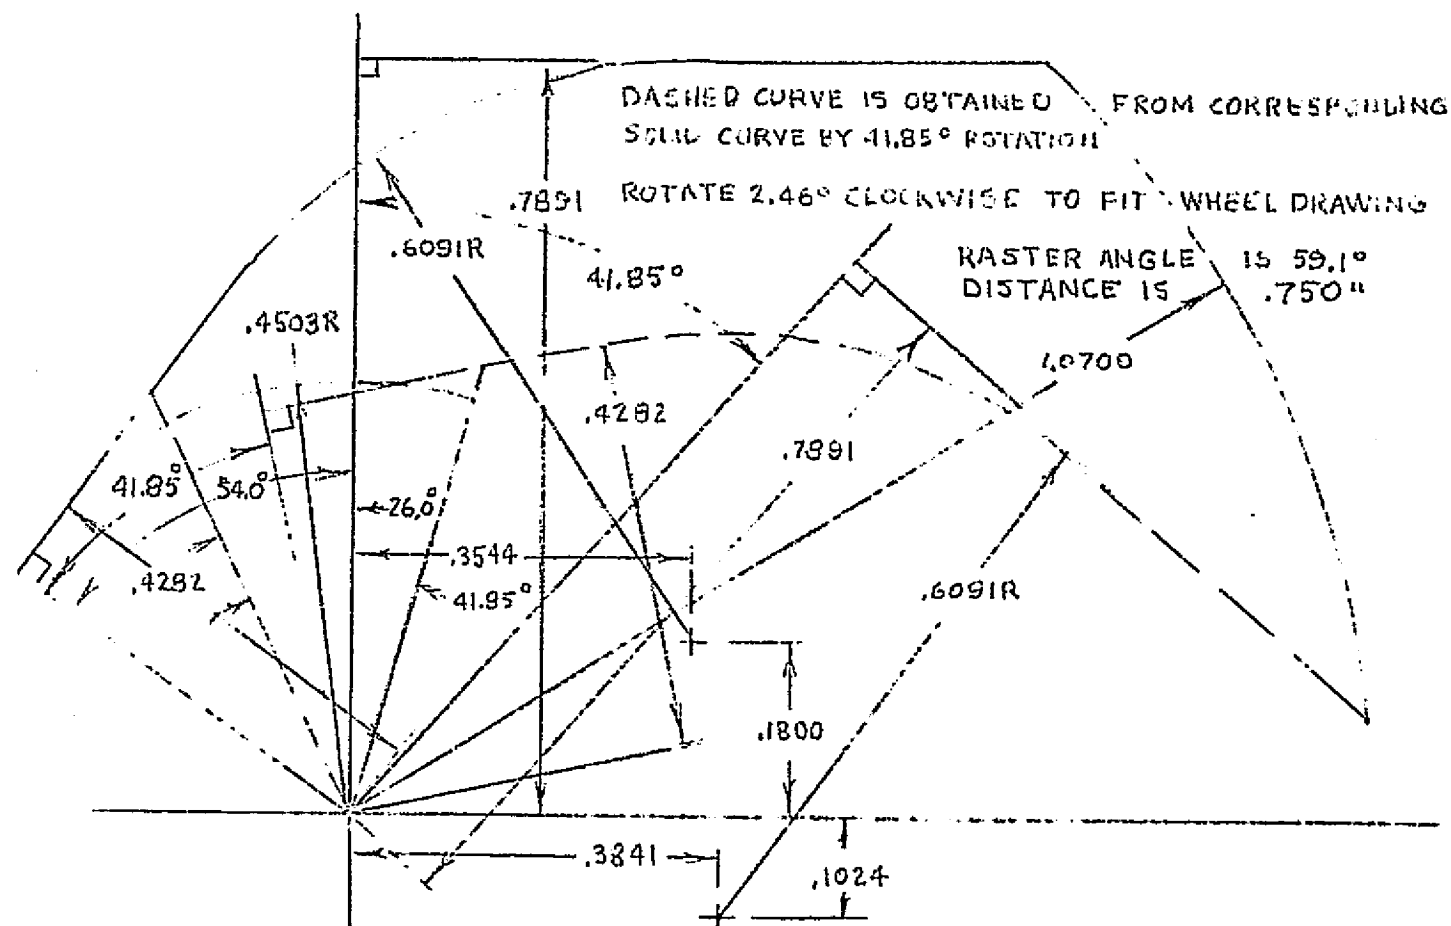 DASHED CURVE IS OBTAINED FROM CORRESPONDING
SOLID CURVE BY 41.85° ROTATION
.7891
ROTATE 2.46° CLOCKWISE TO FIT WHEEL DRAWING
.6091R
RASTER ANGLE IS 59.1°
DISTANCE IS .750"
41.85°
.4503R
1.0700
.4282
.7891
41.85°
54.0°
26.0°
.3544
.4282
41.85°
.6091R
.1800
.3841
.1024